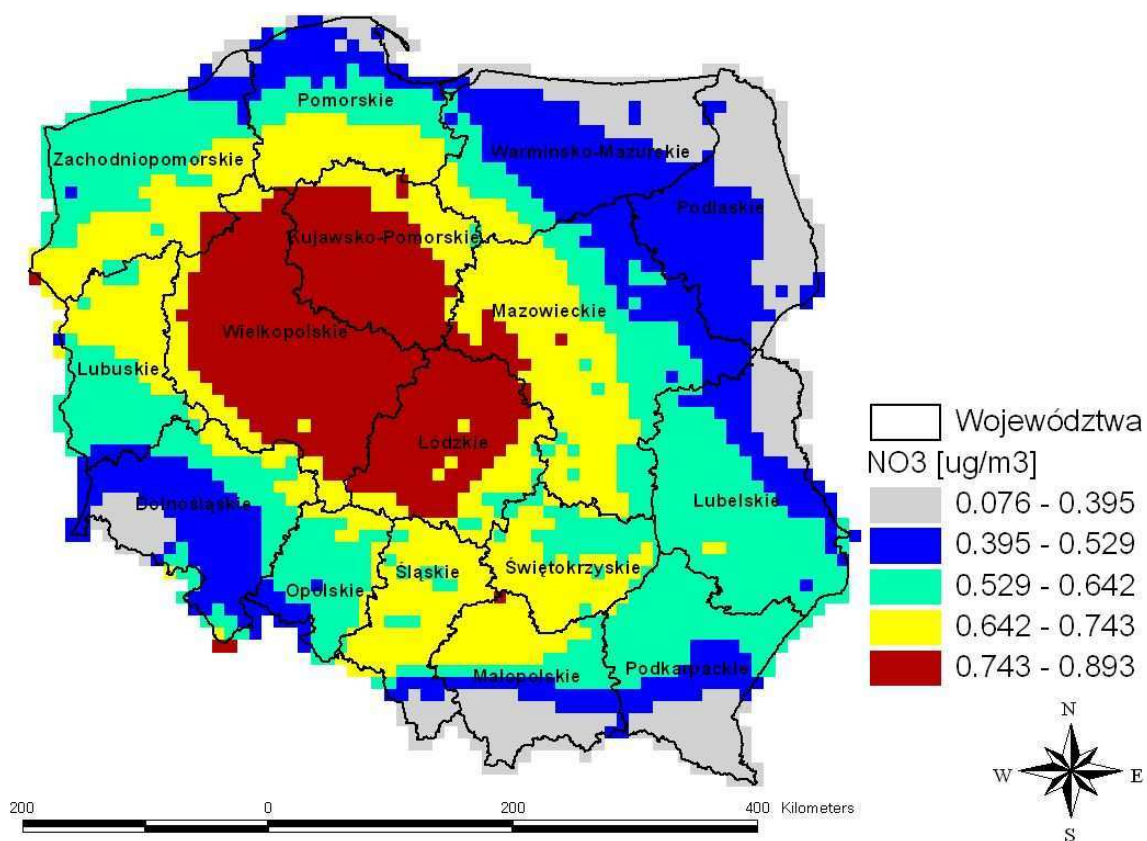 Pomorskie
Warminsko-Mazurskie
Zachodniopomorskie
Podlaskie
Kujawsko-Pomorskie
Mazowieckie
Wielkopolskie
Lubuskie
Łódzkie
Lubelskie
Dolnośląskie
Opolskie
Śląskie
Świętokrzyskie
Małopolskie
Podkarpackie
Województwa
NO3 [ug/m3]
0.076 - 0.395
0.395 - 0.529
0.529 - 0.642
0.642 - 0.743
0.743 - 0.893
N
W
E
S
200
0
200
400
Kilometers